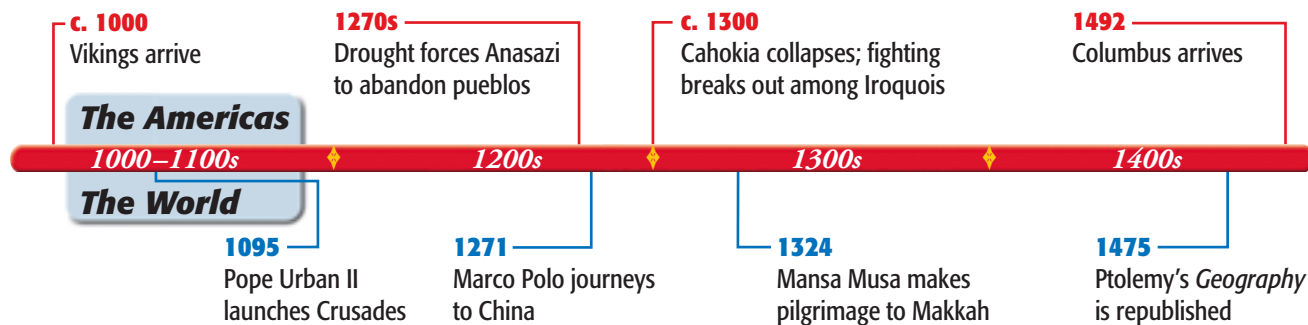 c. 1000
Vikings arrive
1270s
Drought forces Anasazi
to abandon pueblos
c. 1300
Cahokia collapses; fighting
breaks out among Iroquois
1492
Columbus arrives
The Americas
1000–1100s
1200s
1300s
1400s
The World
1095
Pope Urban II
launches Crusades
1271
Marco Polo journeys
to China
1324
Mansa Musa makes
pilgrimage to Makkah
1475
Ptolemy's Geography
is republished